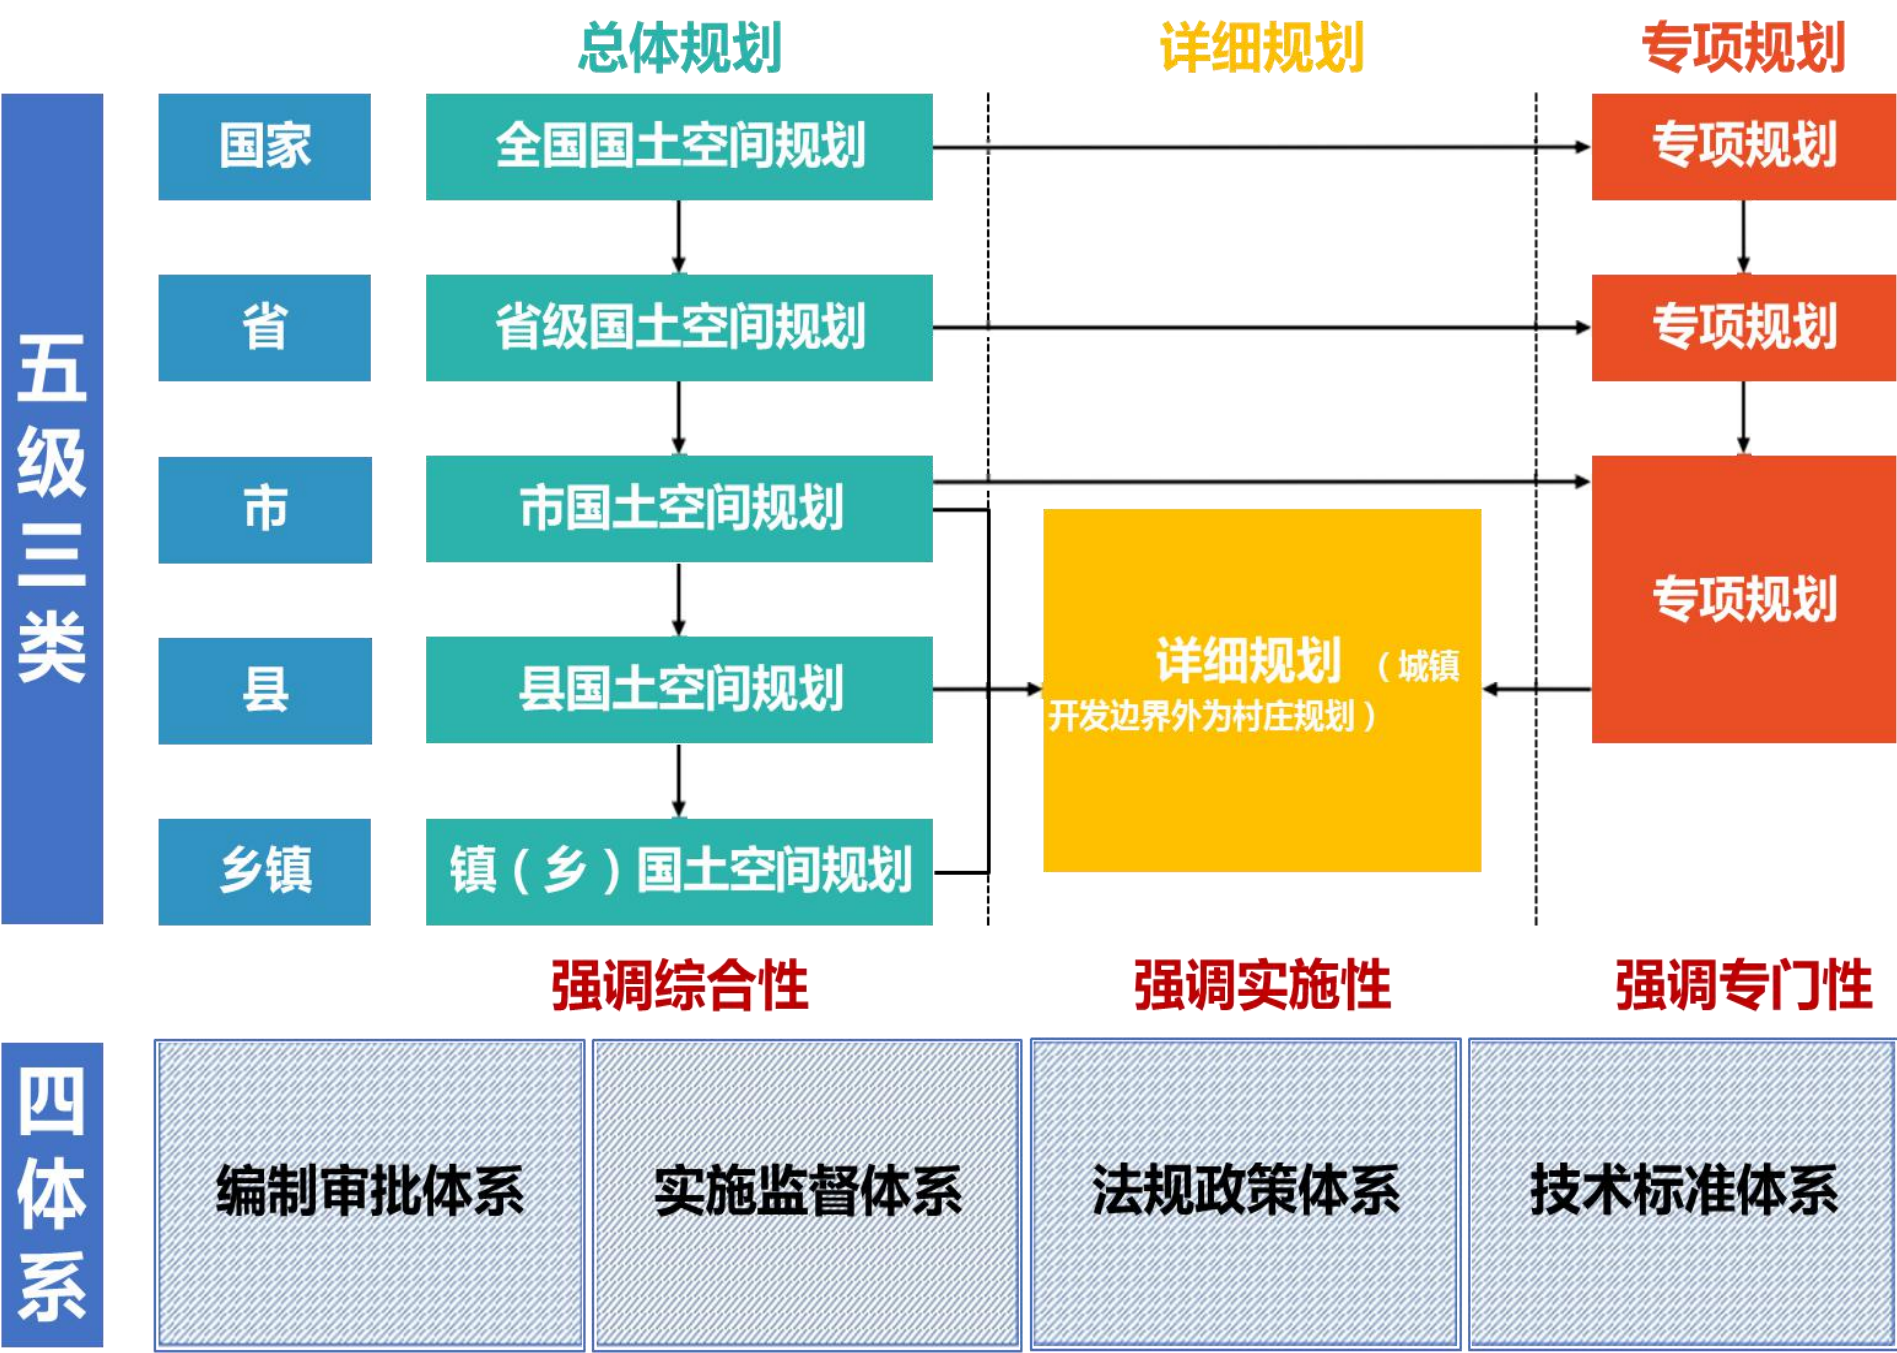 总体规划
详细规划
专项规划
五级三类
国家
全国国土空间规划
专项规划
省
省级国土空间规划
专项规划
市
市国土空间规划
专项规划
县
县国土空间规划
详细规划（城镇
开发边界外为村庄规划）
乡镇
镇（乡）国土空间规划
强调综合性
强调实施性
强调专门性
四体系
编制审批体系
实施监督体系
法规政策体系
技术标准体系